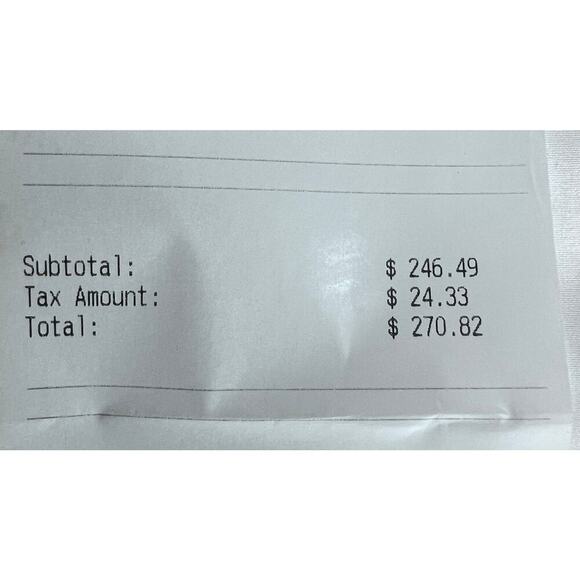 Subtotal: $ 246.49
Tax Amount: $ 24.33
Total: $ 270.82